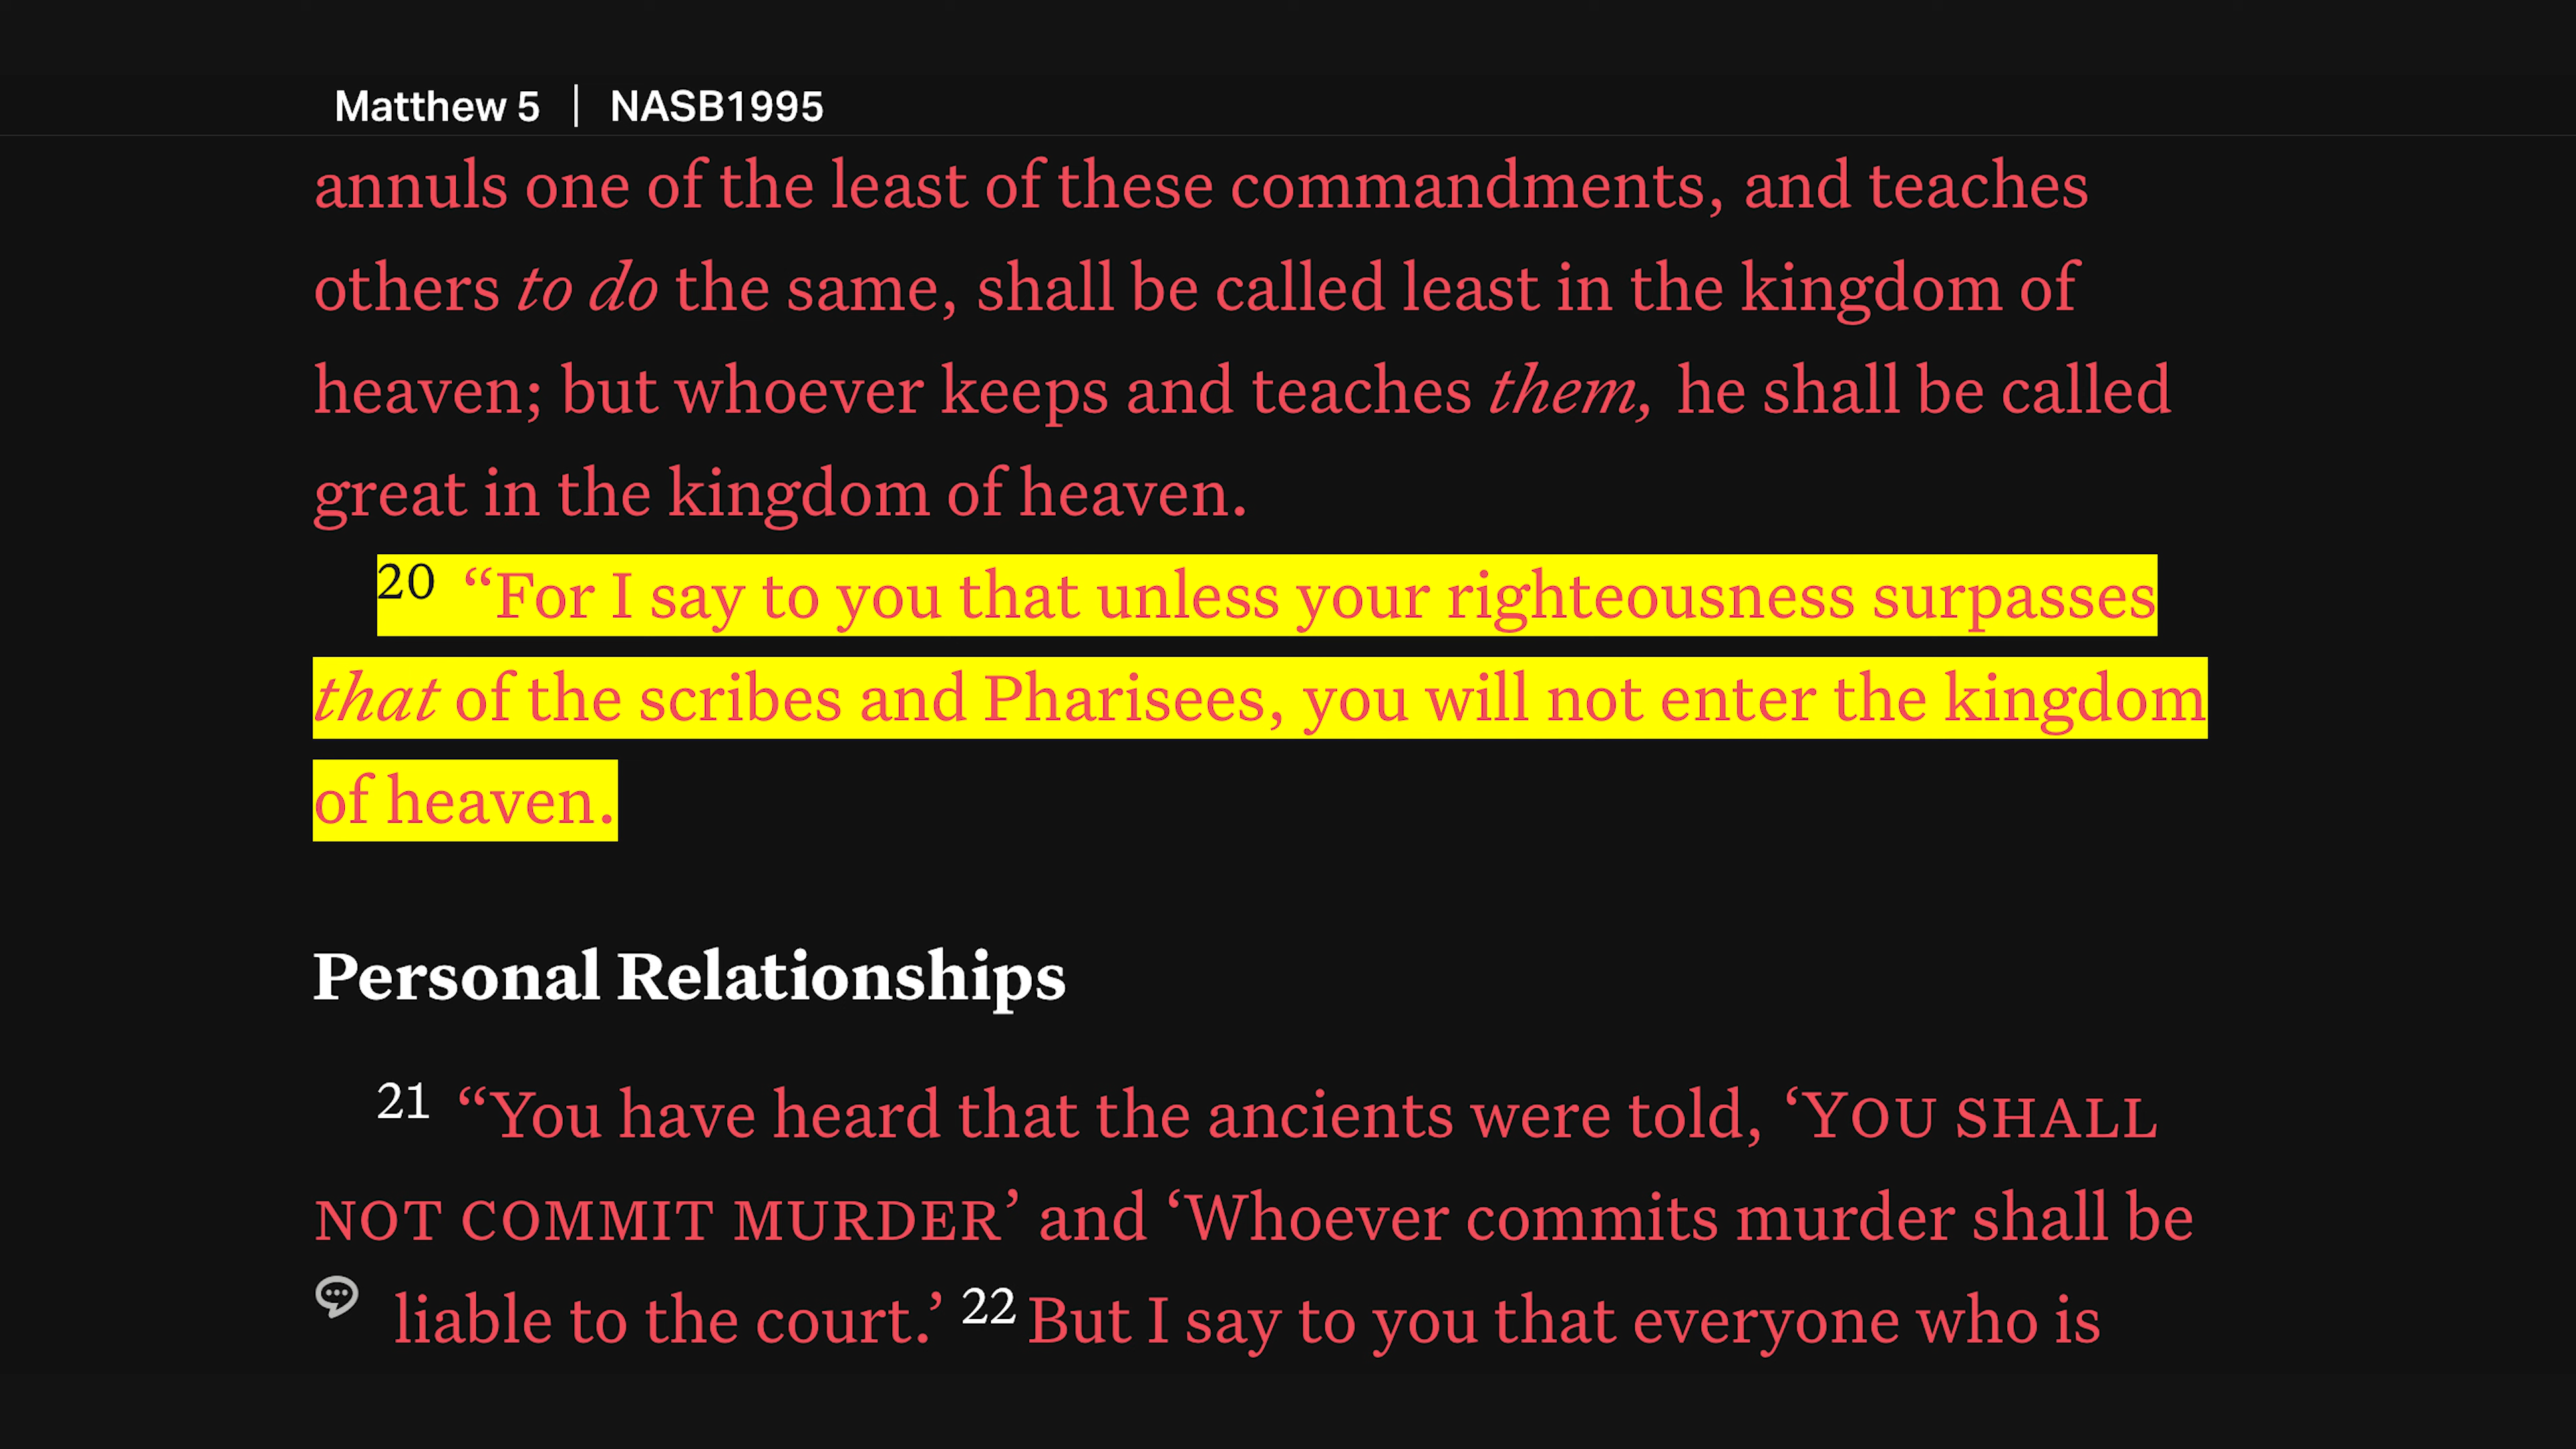 Matthew 5 | NASB1995
annuls one of the least of these commandments, and teaches
others to do the same, shall be called least in the kingdom of
heaven; but whoever keeps and teaches them, he shall be called
great in the kingdom of heaven.
20 “For I say to you that unless your righteousness surpasses
that of the scribes and Pharisees, you will not enter the kingdom
of heaven.
Personal Relationships
21 “You have heard that the ancients were told, ‘YOU SHALL
NOT COMMIT MURDER’ and ‘Whoever commits murder shall be
liable to the court.’ 22 But I say to you that everyone who is